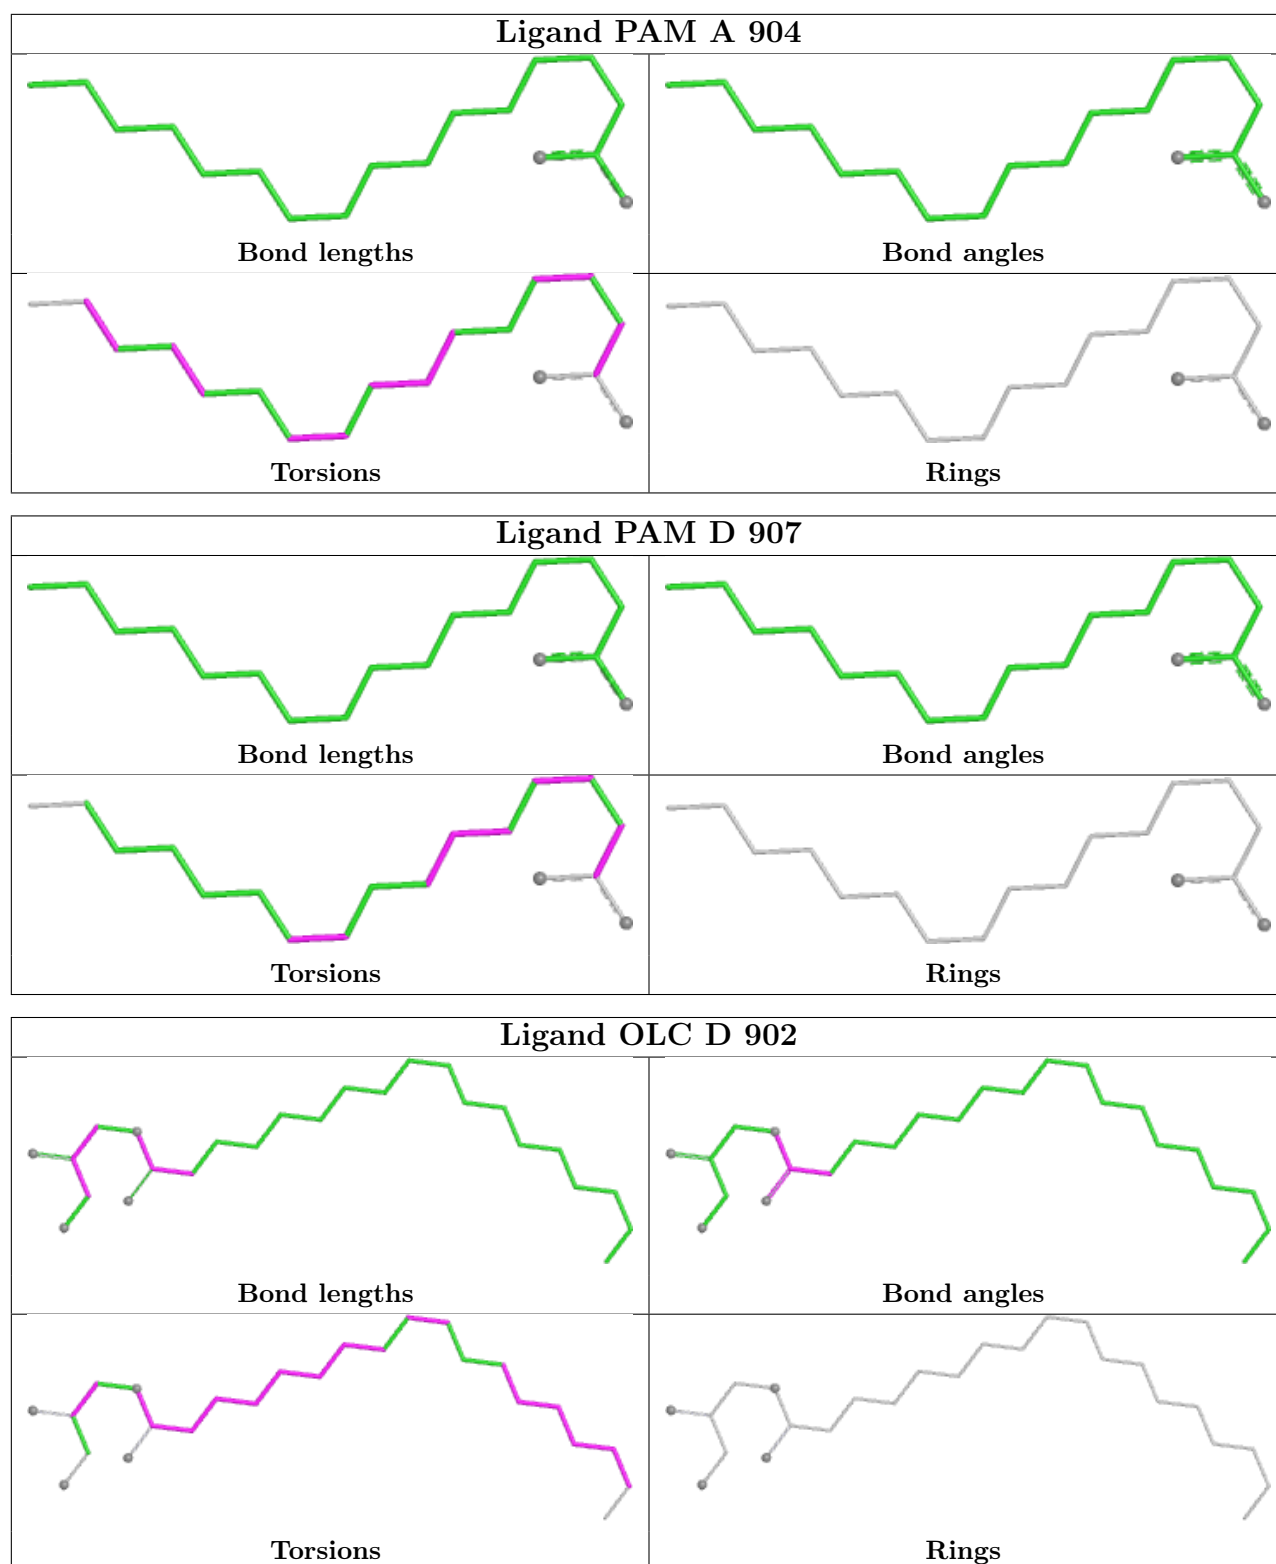 Ligand PAM A 904
Bond lengths
Bond angles
Torsions
Rings
Ligand PAM D 907
Bond lengths
Bond angles
Torsions
Rings
Ligand OLC D 902
Bond lengths
Bond angles
Torsions
Rings